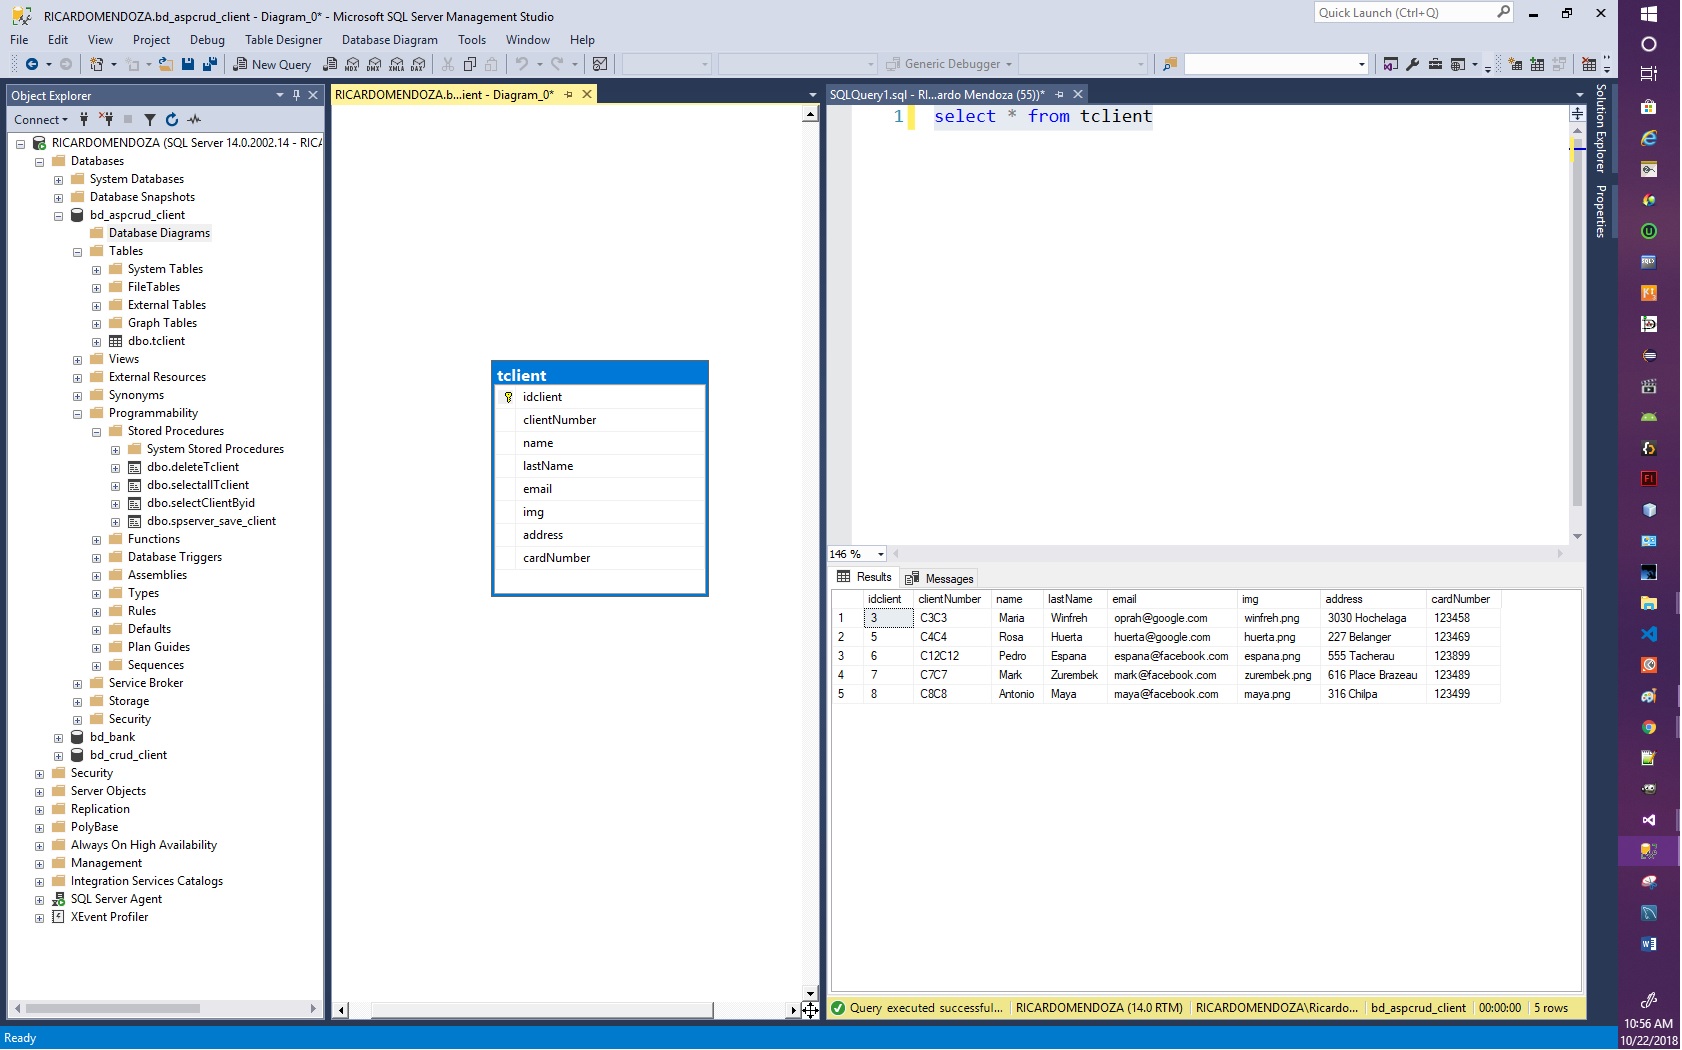 RICARDOMENDOZA.bd_aspcrud_client - Diagram_0* - Microsoft SQL Server Management Studio
Quick Launch (Ctrl+Q)
File Edit View Project Debug Table Designer Database Diagram Tools Window Help
New Query MDX DMX XMLA DAX Generic Debugger
Object Explorer
Connect
RICARDOMENDOZA (SQL Server 14.0.2002.14 - RICA
Databases
System Databases
Database Snapshots
bd_aspcrud_client
Database Diagrams
Tables
System Tables
FileTables
External Tables
Graph Tables
dbo.tclient
Views
External Resources
Synonyms
Programmability
Stored Procedures
System Stored Procedures
dbo.deleteTclient
dbo.selectallTclient
dbo.selectClientByid
dbo.spserver_save_client
Functions
Database Triggers
Assemblies
Types
Rules
Defaults
Plan Guides
Sequences
Service Broker
Storage
Security
bd_bank
bd_crud_client
Security
Server Objects
Replication
PolyBase
Always On High Availability
Management
Integration Services Catalogs
SQL Server Agent
XEvent Profiler
RICARDOMENDOZA.b...ient - Diagram_0*
tclient
idclient
clientNumber
name
lastName
email
img
address
cardNumber
SQLQuery1.sql - RI...ardo Mendoza (55))*
1 select * from tclient
146 %
Results Messages
idclient clientNumber name lastName email img address cardNumber
1 3 C3C3 Maria Winfreh oprah@google.com winfreh.png 3030 Hochelaga 123458
2 5 C4C4 Rosa Huerta huerta@google.com huerta.png 227 Belanger 123469
3 6 C12C12 Pedro Espana espana@facebook.com espana.png 555 Tacherau 123899
4 7 C7C7 Mark Zurembek mark@facebook.com zurembek.png 616 Place Brazeau 123489
5 8 C8C8 Antonio Maya maya@facebook.com maya.png 316 Chilpa 123499
Query executed successful... RICARDOMENDOZA (14.0 RTM) RICARDOMENDOZA\Ricardo... bd_aspcrud_client 00:00:00 5 rows
Solution Explorer
Properties
Ready
10:56 AM
10/22/2018